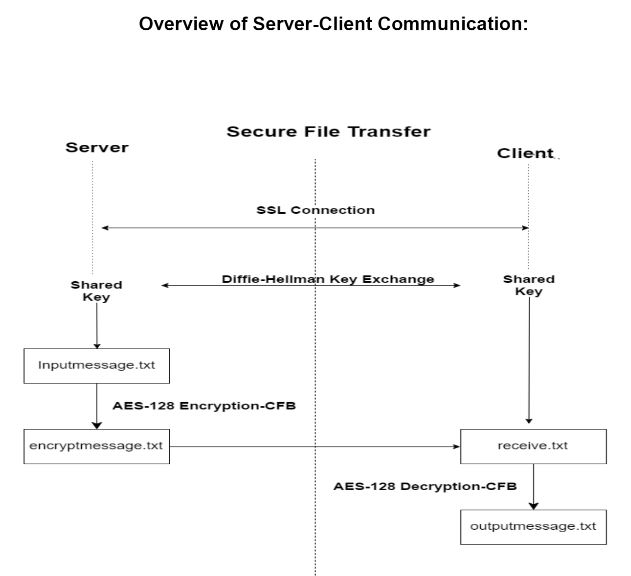 Overview of Server-Client Communication:
Secure File Transfer
Server
Client
SSL Connection
Diffie-Hellman Key Exchange
Shared
Key
Shared
Key
Inputmessage.txt
AES-128 Encryption-CFB
encryptmessage.txt
receive.txt
AES-128 Decryption-CFB
outputmessage.txt